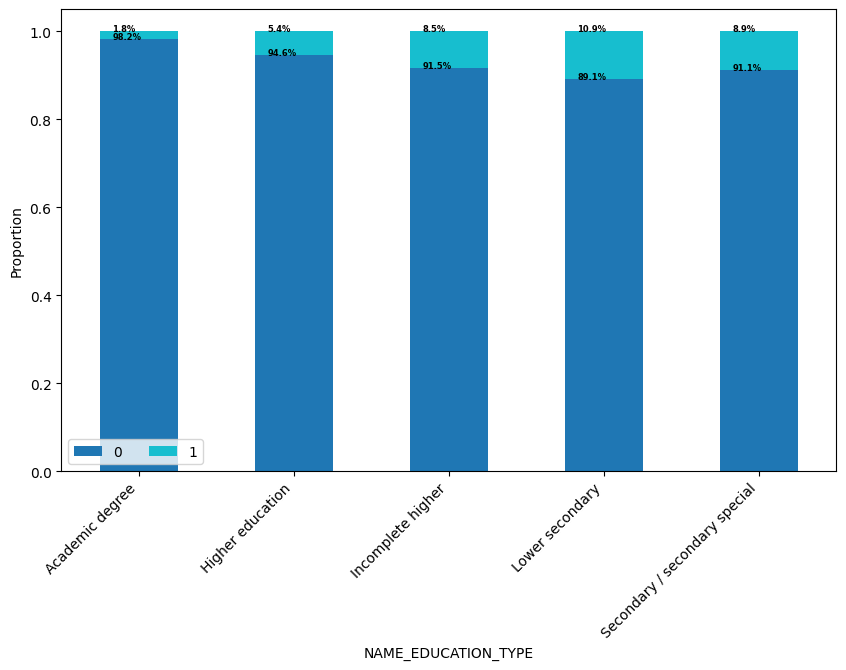 1.0
0.8
0.6
0.4
0.2
0.0
Proportion
1.8%
98.2%
5.4%
94.6%
8.5%
91.5%
10.9%
89.1%
8.9%
91.1%
0 1
Academic degree
Higher education
Incomplete higher
Lower secondary
Secondary / secondary special
NAME_EDUCATION_TYPE